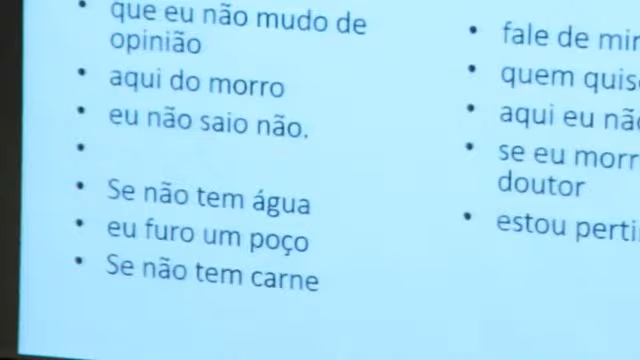 que eu não mudo de
opinião
aqui do morro
eu não saio não.
Se não tem água
eu furo um poço
Se não tem carne
fale de
quem
aqui eu
se eu
doutor
estou